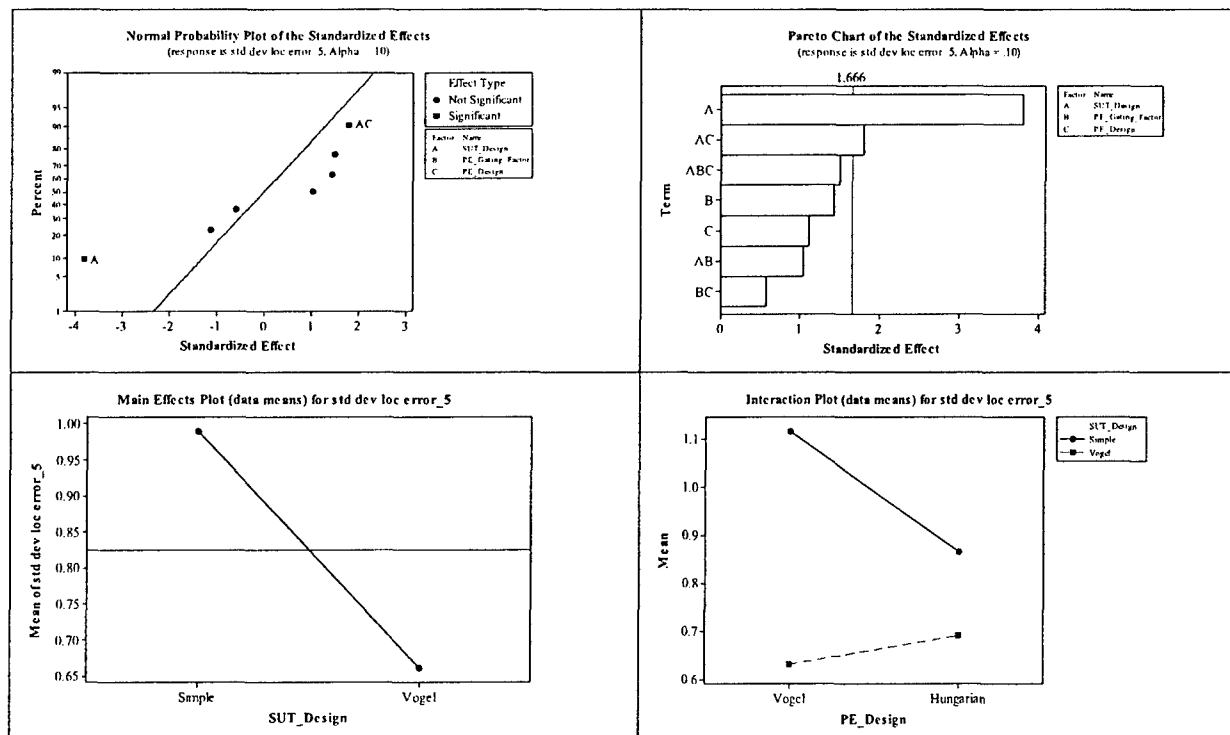 Normal Probability Plot of the Standardized Effects
(response is std dev loc error_5, Alpha = .10)
Percent
99
95
90
80
70
60
50
40
30
20
10
5
1
A
AC
-4 -3 -2 -1 0 1 2 3
Standardized Effect
Effect Type
Not Significant
Significant
Factor Name
A SUT_Design
B PE_Gating_Factor
C PE_Design
Pareto Chart of the Standardized Effects
(response is std dev loc error_5, Alpha = .10)
1.666
Term
A
AC
ABC
B
C
AB
BC
0 1 2 3 4
Standardized Effect
Factor Name
A SUT_Design
B PE_Gating_Factor
C PE_Design
Main Effects Plot (data means) for std dev loc error_5
Mean of std dev loc error_5
1.00
0.95
0.90
0.85
0.80
0.75
0.70
0.65
Simple Vogel
SUT_Design
Interaction Plot (data means) for std dev loc error_5
Mean
1.1
1.0
0.9
0.8
0.7
0.6
Vogel Hungarian
PE_Design
SUT_Design
Simple
Vogel